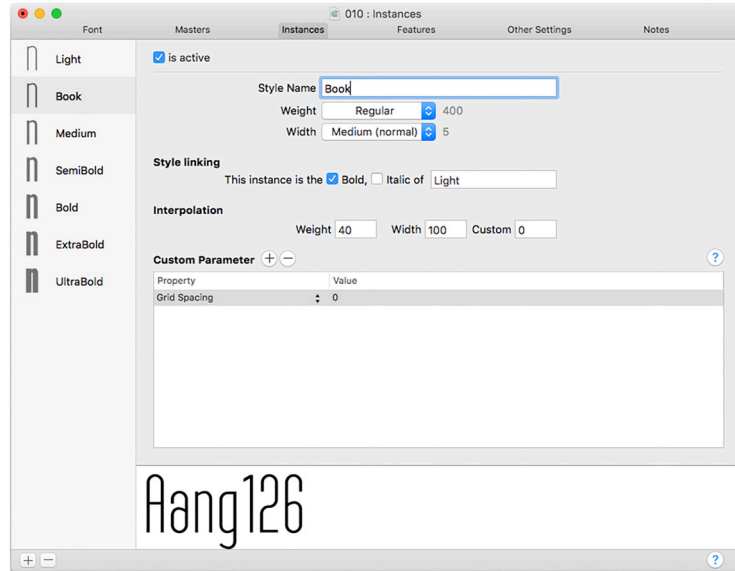 010 : Instances
Font Masters Instances Features Other Settings Notes
n Light
n Book
n Medium
n SemiBold
n Bold
n ExtraBold
n UltraBold
is active
Style Name Book
Weight Regular 400
Width Medium (normal) 5
Style linking
This instance is the Bold, Italic of Light
Interpolation
Weight 40 Width 100 Custom 0
Custom Parameter + − ?
Property Value
Grid Spacing 0
Aang126
+ − ?